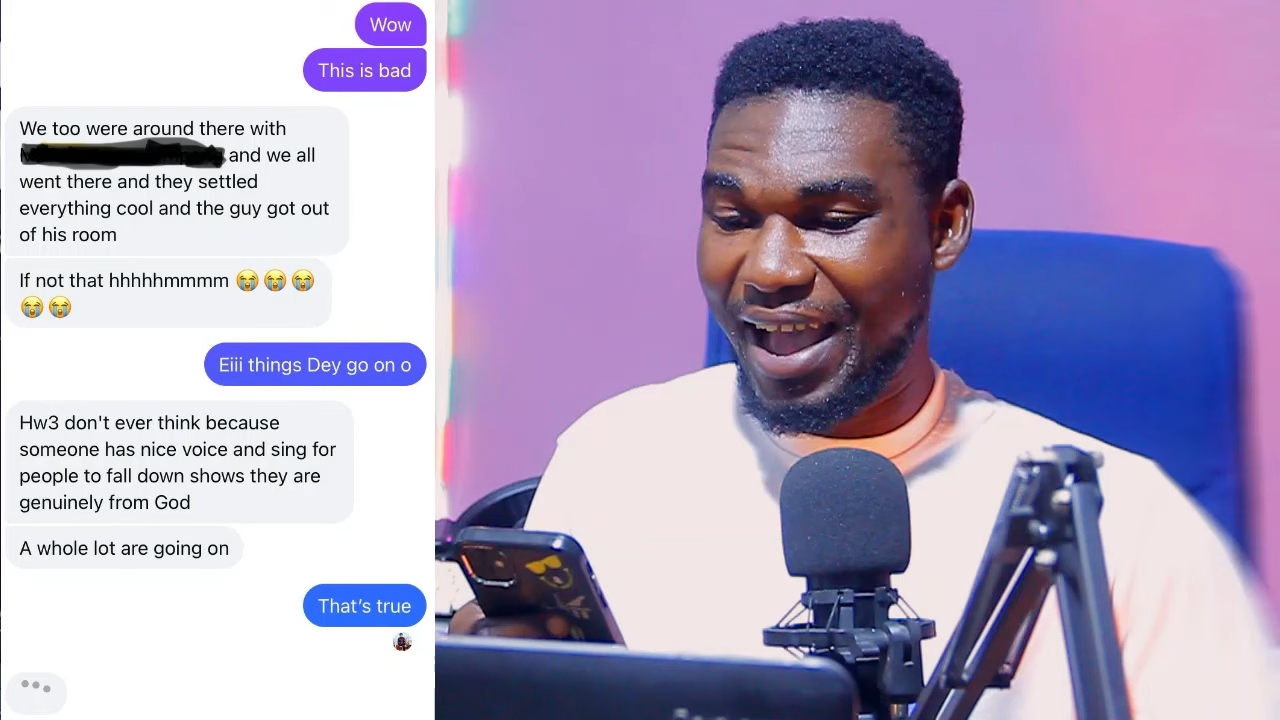 Wow
This is bad
We too were around there with
and we all
went there and they settled
everything cool and the guy got out
of his room
If not that hhhhhmmmm 😭😭😭
😭😭
Eiii things Dey go on o
Hw3 don't ever think because
someone has nice voice and sing for
people to fall down shows they are
genuinely from God
A whole lot are going on
That's true